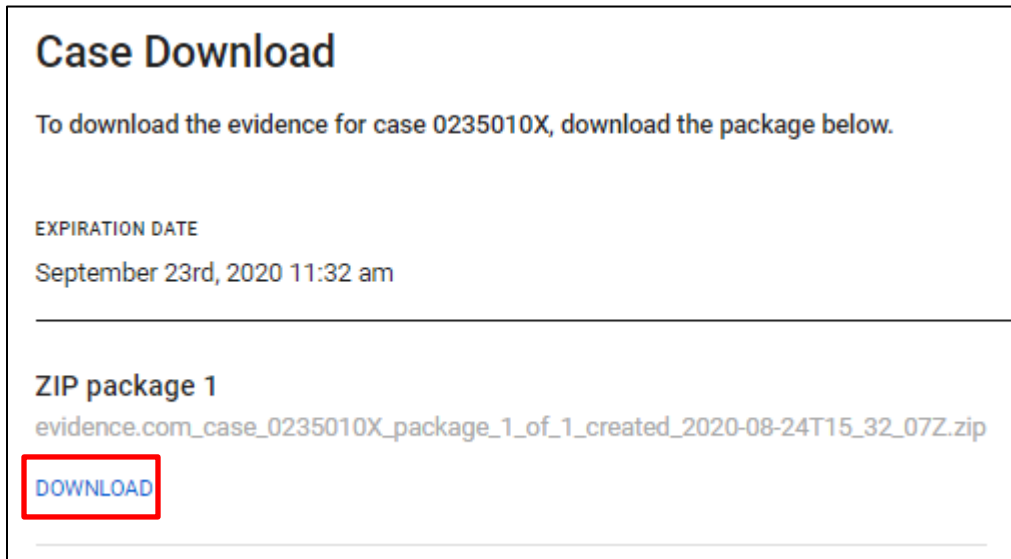 Case Download
To download the evidence for case 0235010X, download the package below.
EXPIRATION DATE
September 23rd, 2020 11:32 am
ZIP package 1
evidence.com_case_0235010X_package_1_of_1_created_2020-08-24T15_32_07Z.zip
DOWNLOAD